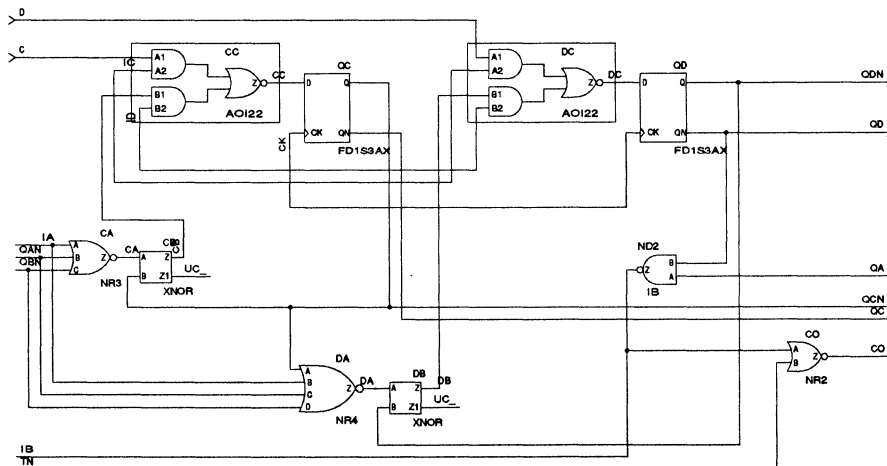 D
C
CC
IC
A1
A2
Z
CC
B1
B2
ID
AOI22
QC
D
Q
CK
QN
CK
FD1S3AX
DC
A1
A2
Z
DC
B1
B2
AOI22
QD
D
Q
CK
QN
FD1S3AX
QDN
QD
IA
QAN
QBN
CA
A
B
C
Z
CA
NR3
A
B
Z
Z1
UC_
XNOR
ND2
Z
B
A
IB
QA
QCN
QC
DA
A
B
C
D
Z
DA
NR4
DB
A
B
Z
Z1
DB
UC_
XNOR
CO
A
B
Z
CO
NR2
IB